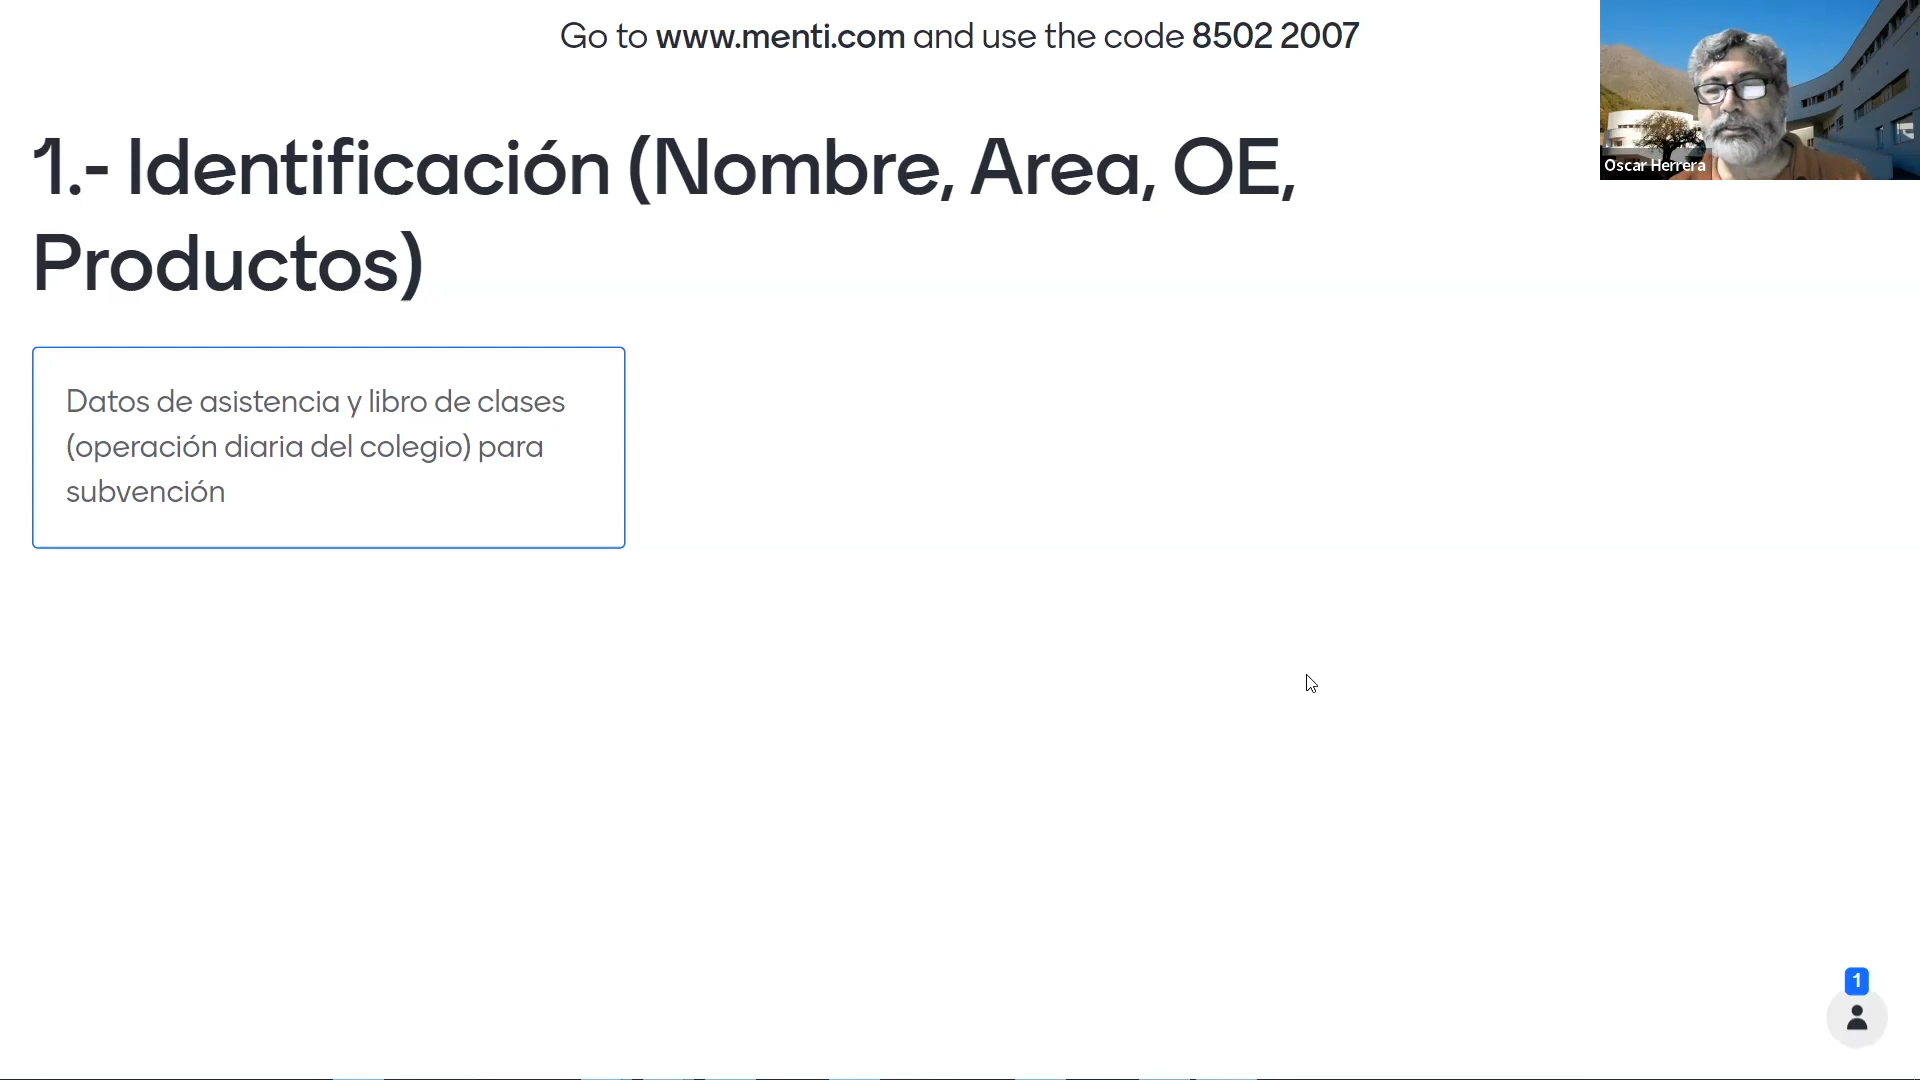 Go to www.menti.com and use the code 8502 2007
1.- Identificación (Nombre, Area, OE,
Productos)
Oscar Herrera
Datos de asistencia y libro de clases
(operación diaria del colegio) para
subvención
1